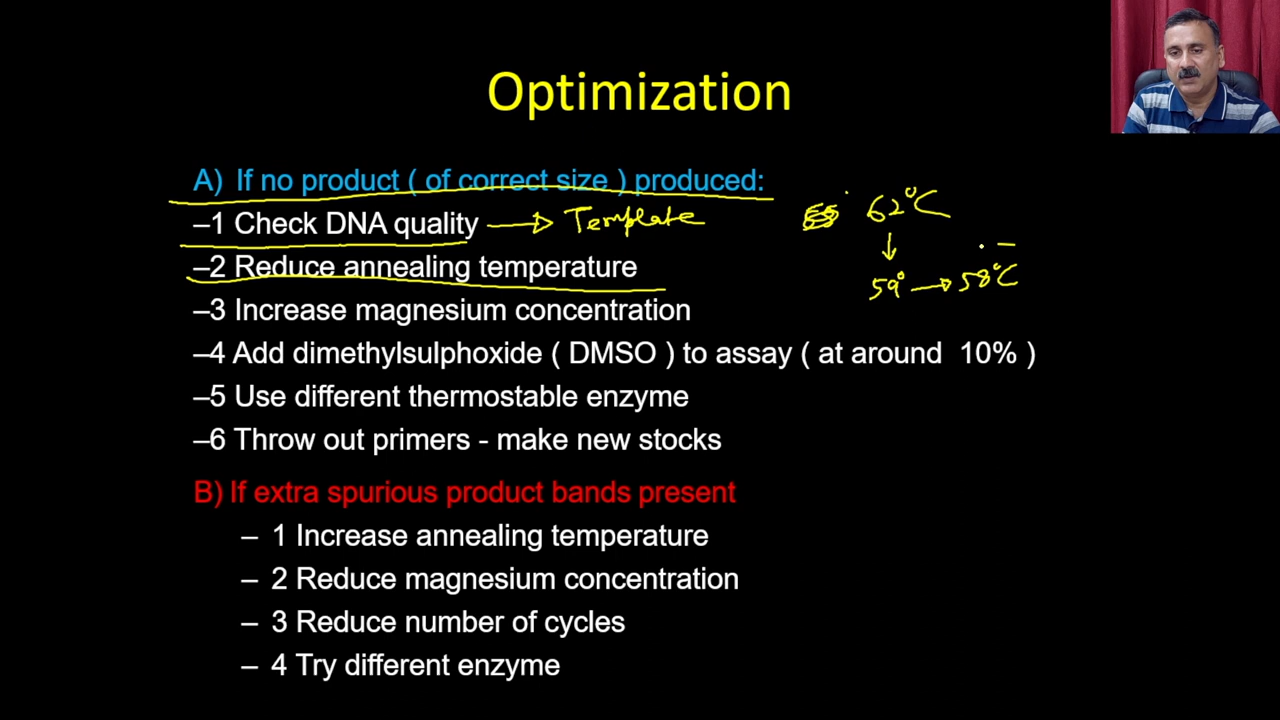 Optimization
A) If no product ( of correct size ) produced:
–1 Check DNA quality → Template
62°C
↓
–2 Reduce annealing temperature
59° → 58°C
–3 Increase magnesium concentration
–4 Add dimethylsulphoxide ( DMSO ) to assay ( at around 10% )
–5 Use different thermostable enzyme
–6 Throw out primers - make new stocks
B) If extra spurious product bands present
– 1 Increase annealing temperature
– 2 Reduce magnesium concentration
– 3 Reduce number of cycles
– 4 Try different enzyme